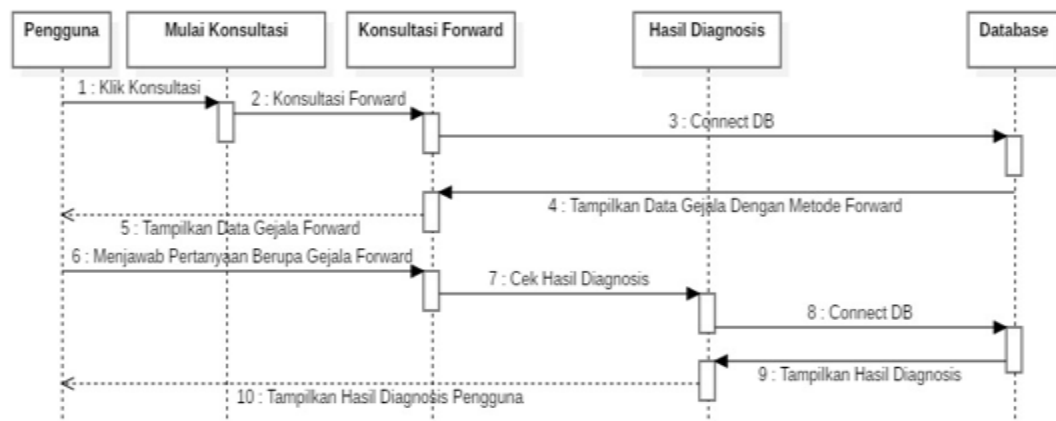 Pengguna
Mulai Konsultasi
Konsultasi Forward
Hasil Diagnosis
Database
1 : Klik Konsultasi
2 : Konsultasi Forward
3 : Connect DB
4 : Tampilkan Data Gejala Dengan Metode Forward
5 : Tampilkan Data Gejala Forward
6 : Menjawab Pertanyaan Berupa Gejala Forward
7 : Cek Hasil Diagnosis
8 : Connect DB
9 : Tampilkan Hasil Diagnosis
10 : Tampilkan Hasil Diagnosis Pengguna